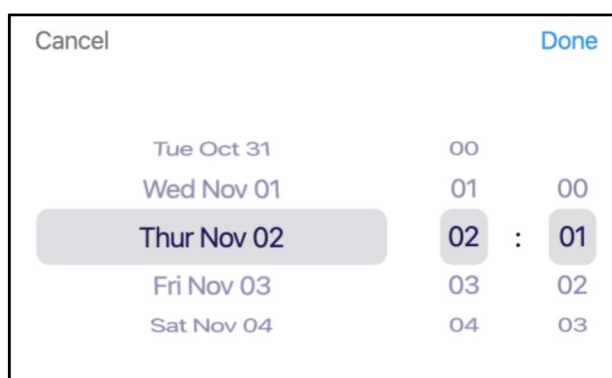 Cancel Done
Tue Oct 31 00
Wed Nov 01 01 00
Thur Nov 02 02 : 01
Fri Nov 03 03 02
Sat Nov 04 04 03